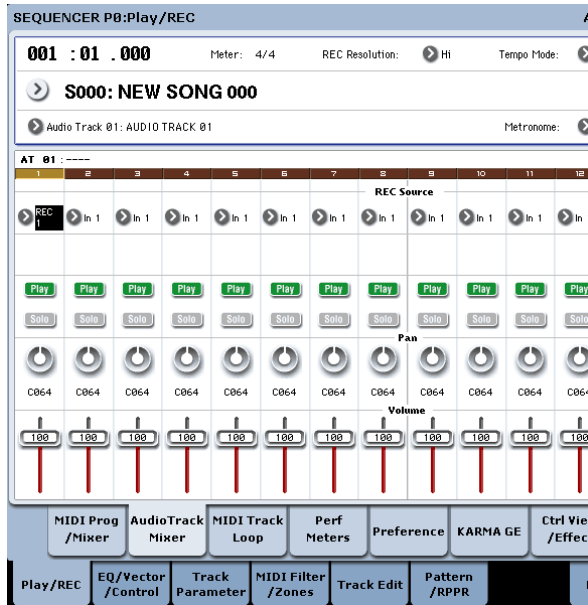 SEQUENCER P0:Play/REC
001 :01 .000 Meter: 4/4 REC Resolution: Hi Tempo Mode:
S000: NEW SONG 000
Audio Track 01: AUDIO TRACK 01 Metronome:
AT 01 :----
1 2 3 4 5 6 7 8 9 10 11 12
REC Source
REC 1 In 1 In 1 In 1 In 1 In 1 In 1 In 1 In 1 In 1 In 1 In
Play Play Play Play Play Play Play Play Play Play Play Play
Solo Solo Solo Solo Solo Solo Solo Solo Solo Solo Solo Solo
Pan
C064 C064 C064 C064 C064 C064 C064 C064 C064 C064 C064 C06
Volume
100 100 100 100 100 100 100 100 100 100 100 100
MIDI Prog /Mixer AudioTrack Mixer MIDI Track Loop Perf Meters Preference KARMA GE Ctrl Vie /Effec
Play/REC EQ/Vector /Control Track Parameter MIDI Filter /Zones Track Edit Pattern /RPPR